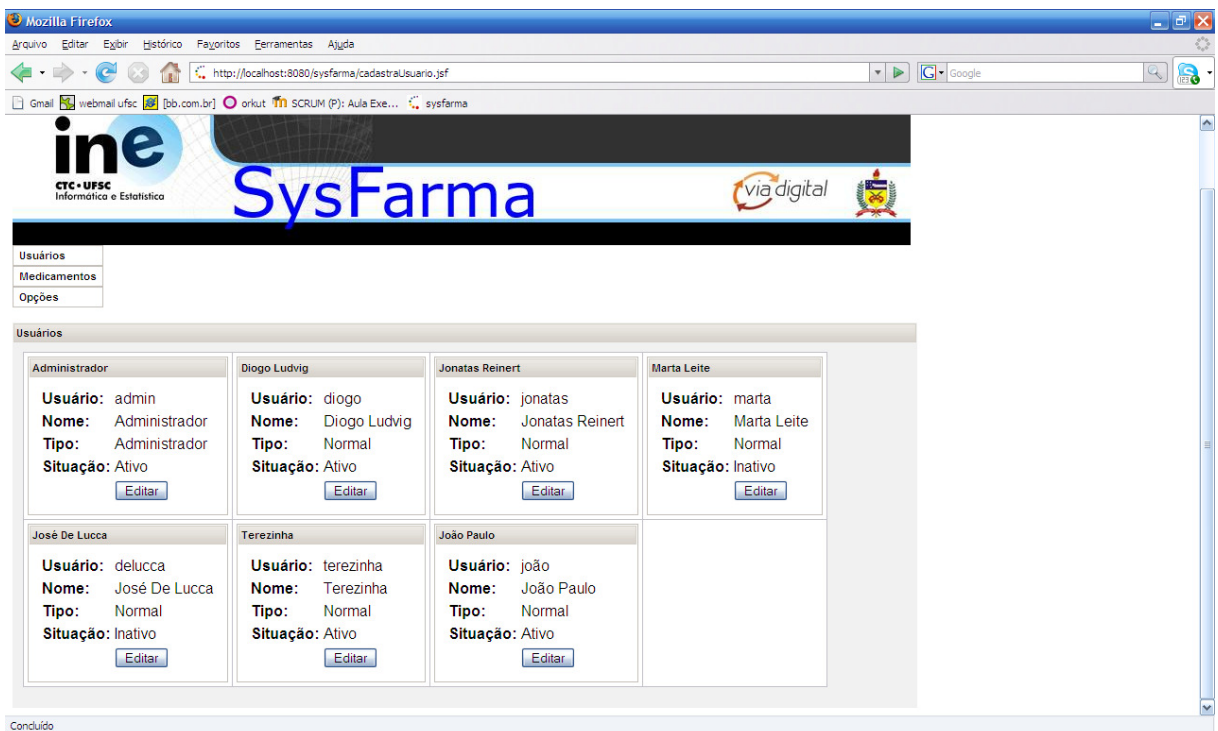 Mozilla Firefox
Arquivo Editar Exibir Histórico Favoritos Ferramentas Ajuda
http://localhost:8080/sysfarma/cadastraUsuario.jsf
G Google
Gmail webmail ufsc [bb.com.br] orkut SCRUM (P): Aula Exe... sysfarma
ine
CTC • UFSC
Informática e Estatística
SysFarma
via digital
Usuários
Medicamentos
Opções
Usuários
Administrador Diogo Ludvig Jonatas Reinert Marta Leite
Usuário: admin Usuário: diogo Usuário: jonatas Usuário: marta
Nome: Administrador Nome: Diogo Ludvig Nome: Jonatas Reinert Nome: Marta Leite
Tipo: Administrador Tipo: Normal Tipo: Normal Tipo: Normal
Situação: Ativo Situação: Ativo Situação: Ativo Situação: Inativo
Editar Editar Editar Editar
José De Lucca Terezinha João Paulo
Usuário: delucca Usuário: terezinha Usuário: joão
Nome: José De Lucca Nome: Terezinha Nome: João Paulo
Tipo: Normal Tipo: Normal Tipo: Normal
Situação: Inativo Situação: Ativo Situação: Ativo
Editar Editar Editar
Concluído